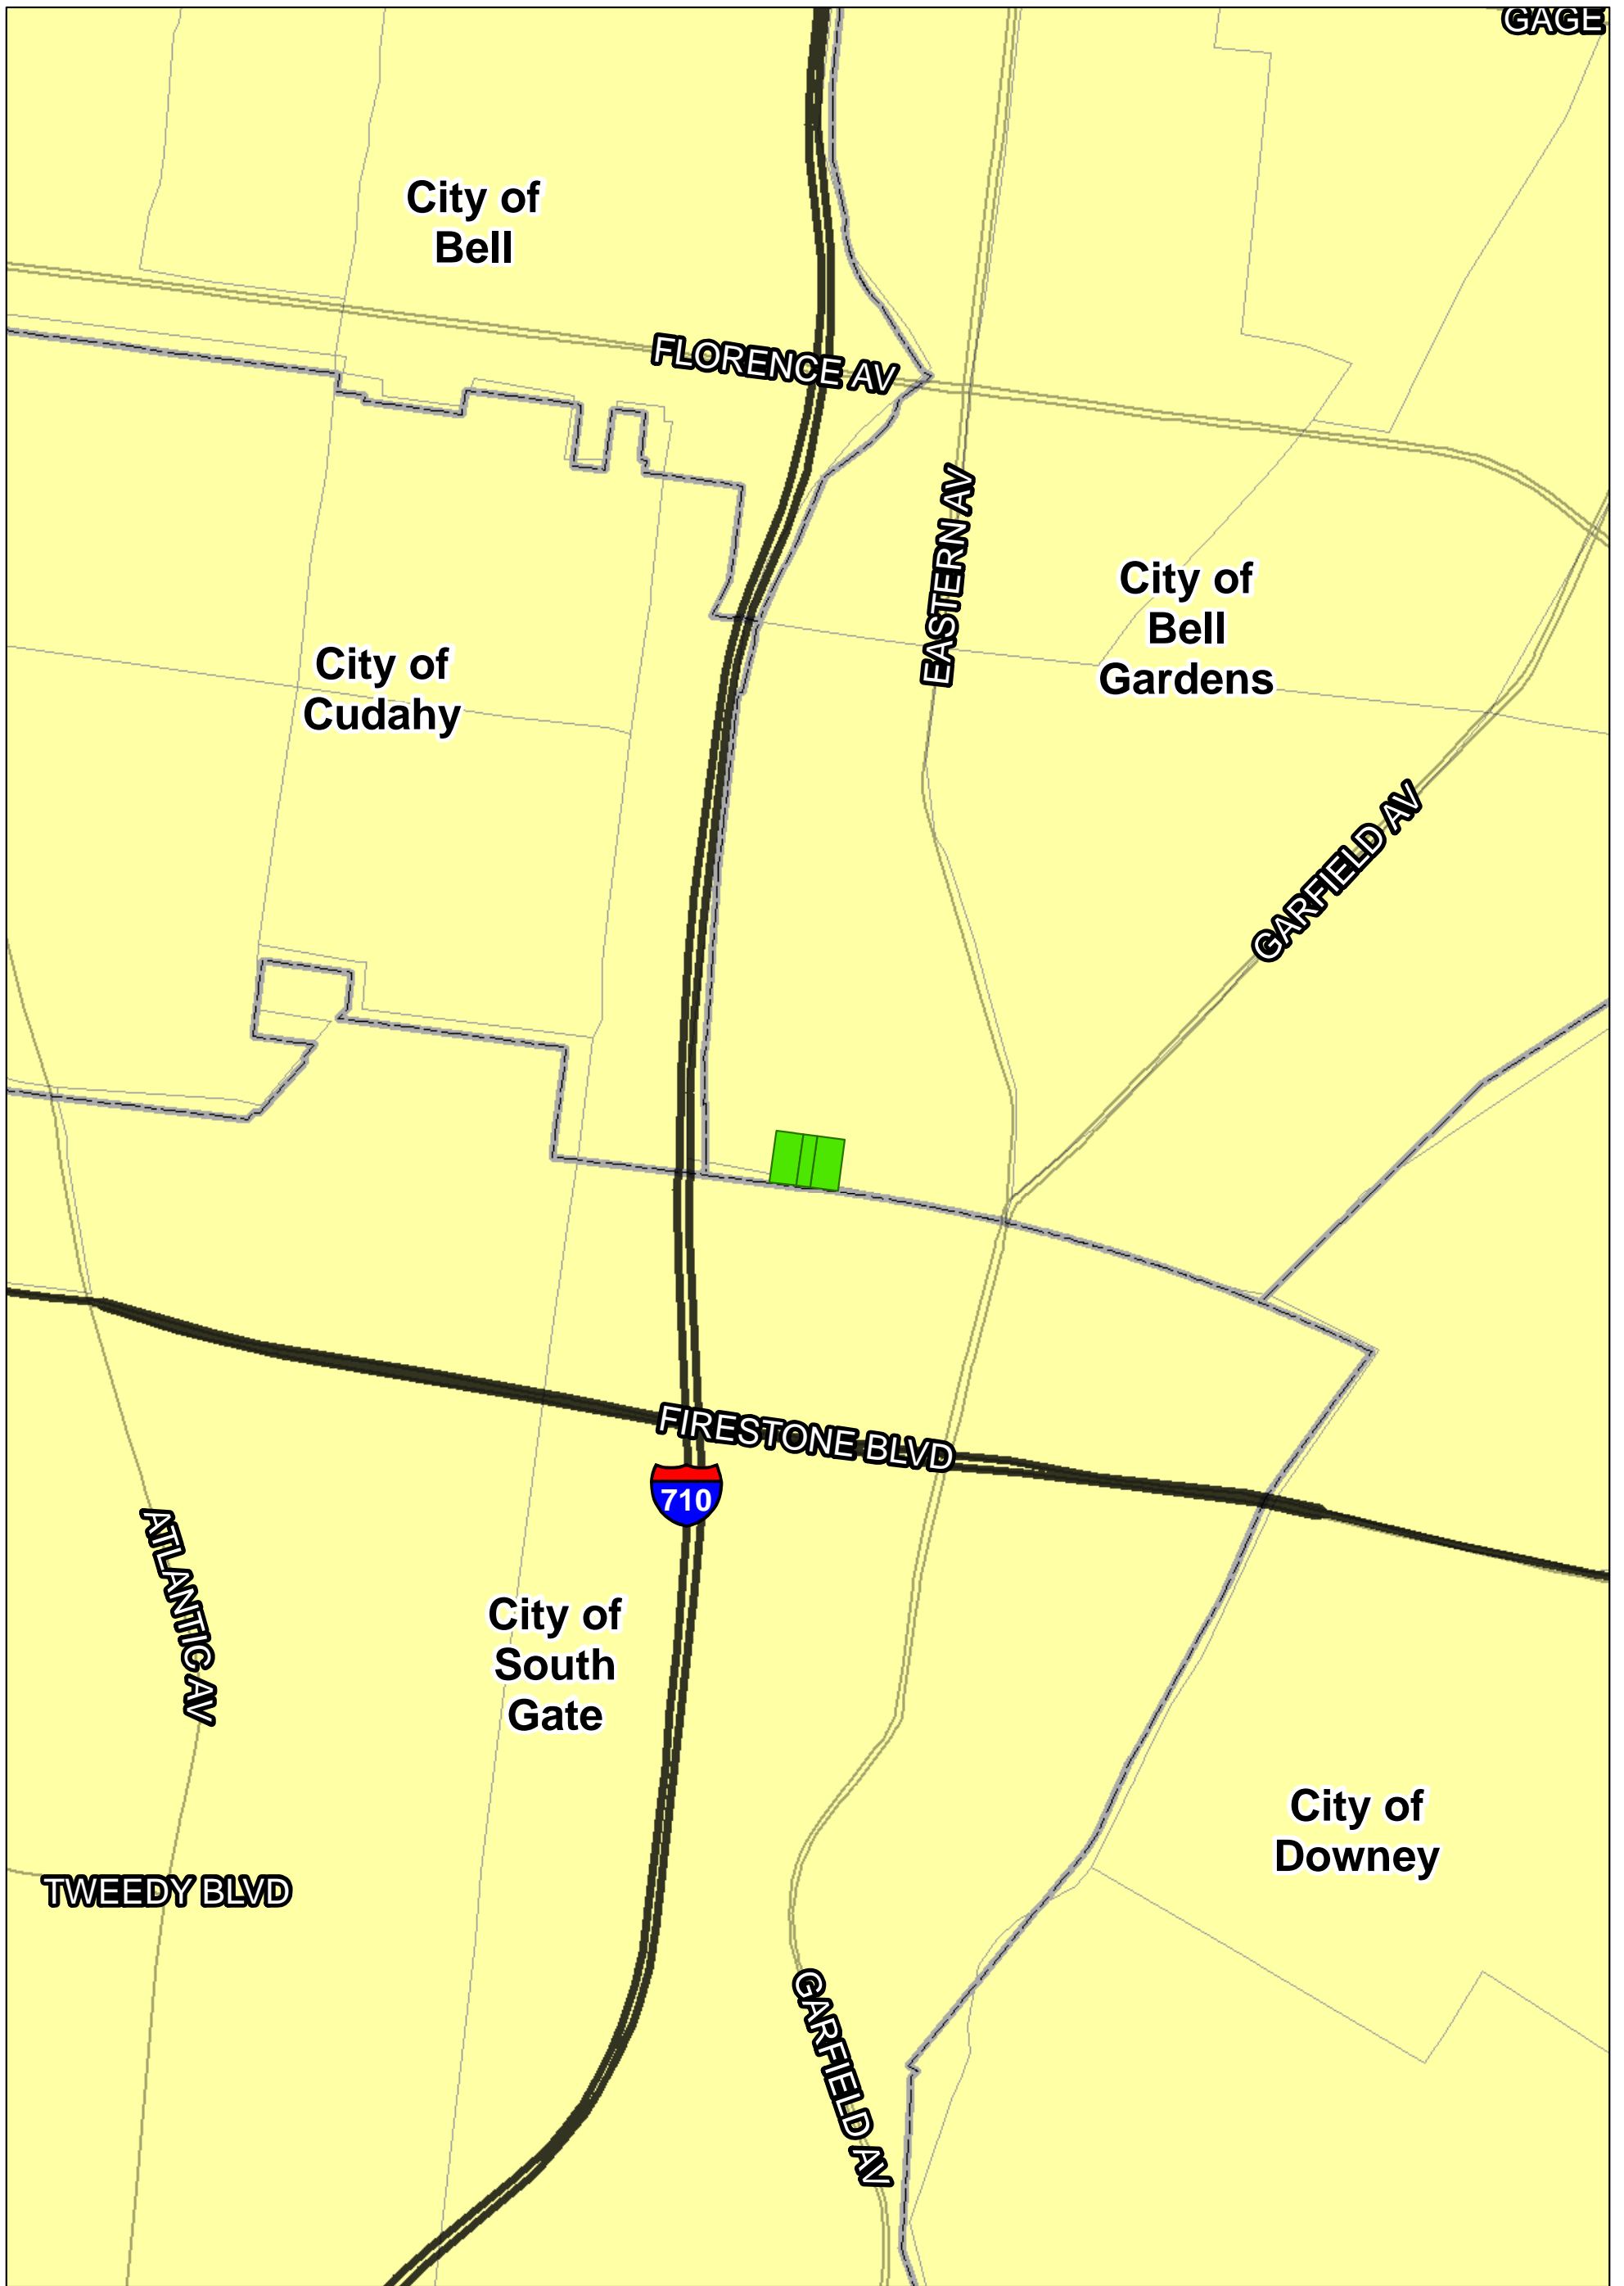 GAGE
City of
Bell
FLORENCE AV
EASTERN AV
City of
Bell
Gardens
City of
Cudahy
GARFIELD AV
FIRESTONE BLVD
710
ATLANTIC AV
City of
South
Gate
City of
Downey
TWEEDY BLVD
GARFIELD AV